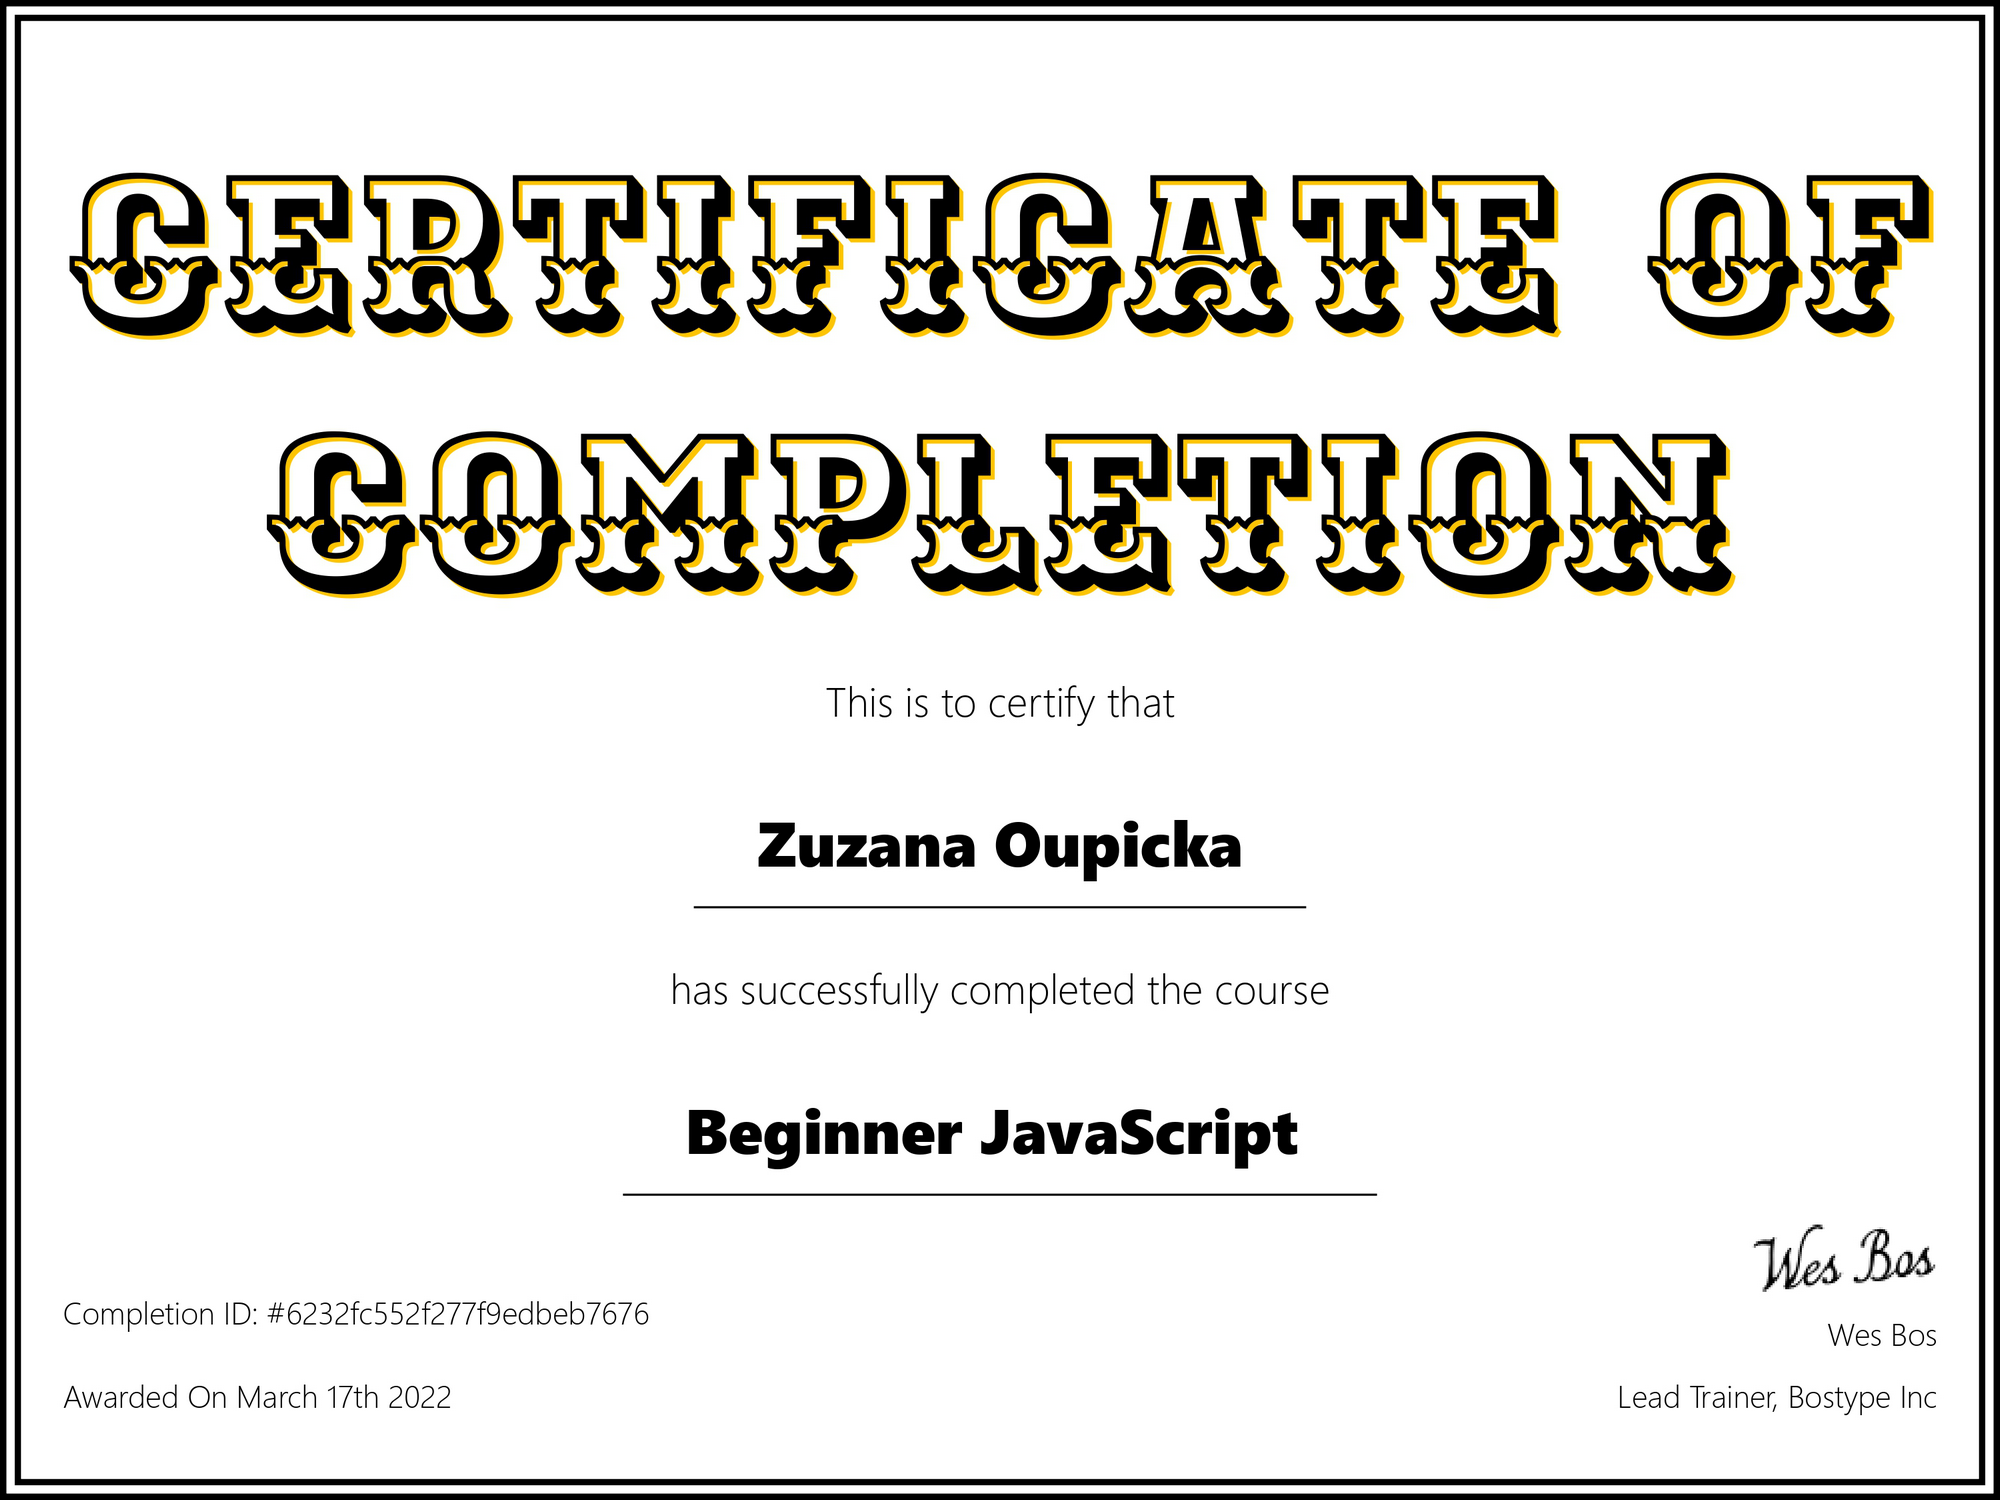 CERTIFICATE OF
COMPLETION
This is to certify that
Zuzana Oupicka
has successfully completed the course
Beginner JavaScript
Wes Bos
Completion ID: #6232fc552f277f9edbeb7676
Wes Bos
Awarded On March 17th 2022
Lead Trainer, Bostype Inc